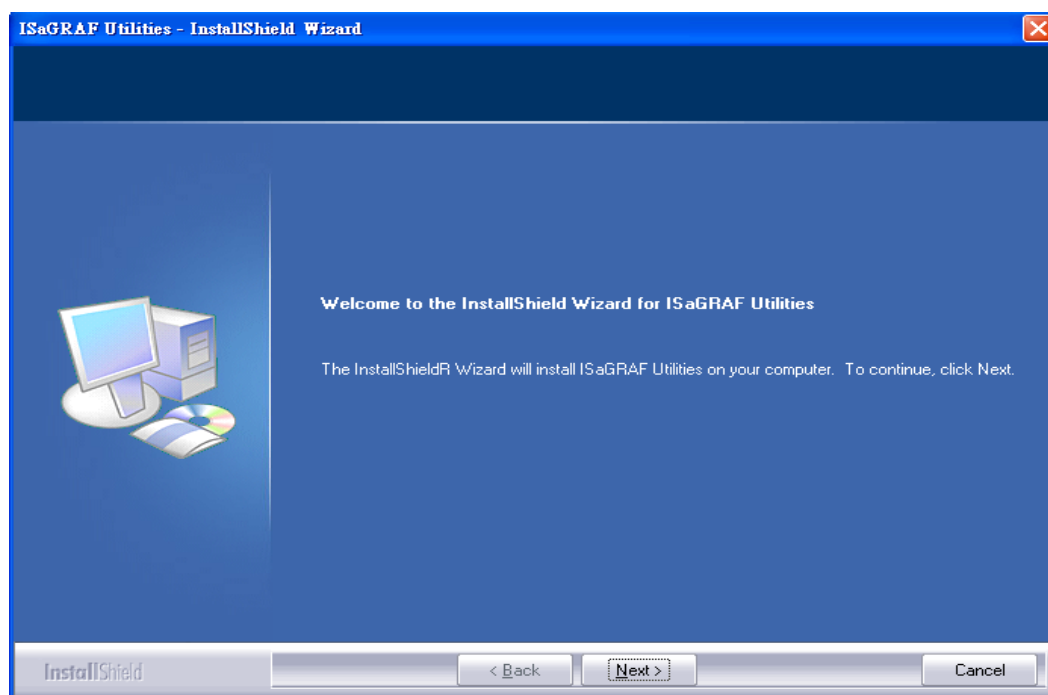 ISaGRAF Utilities - InstallShield Wizard
Welcome to the InstallShield Wizard for ISaGRAF Utilities
The InstallShieldR Wizard will install ISaGRAF Utilities on your computer. To continue, click Next.
InstallShield
< Back
Next >
Cancel